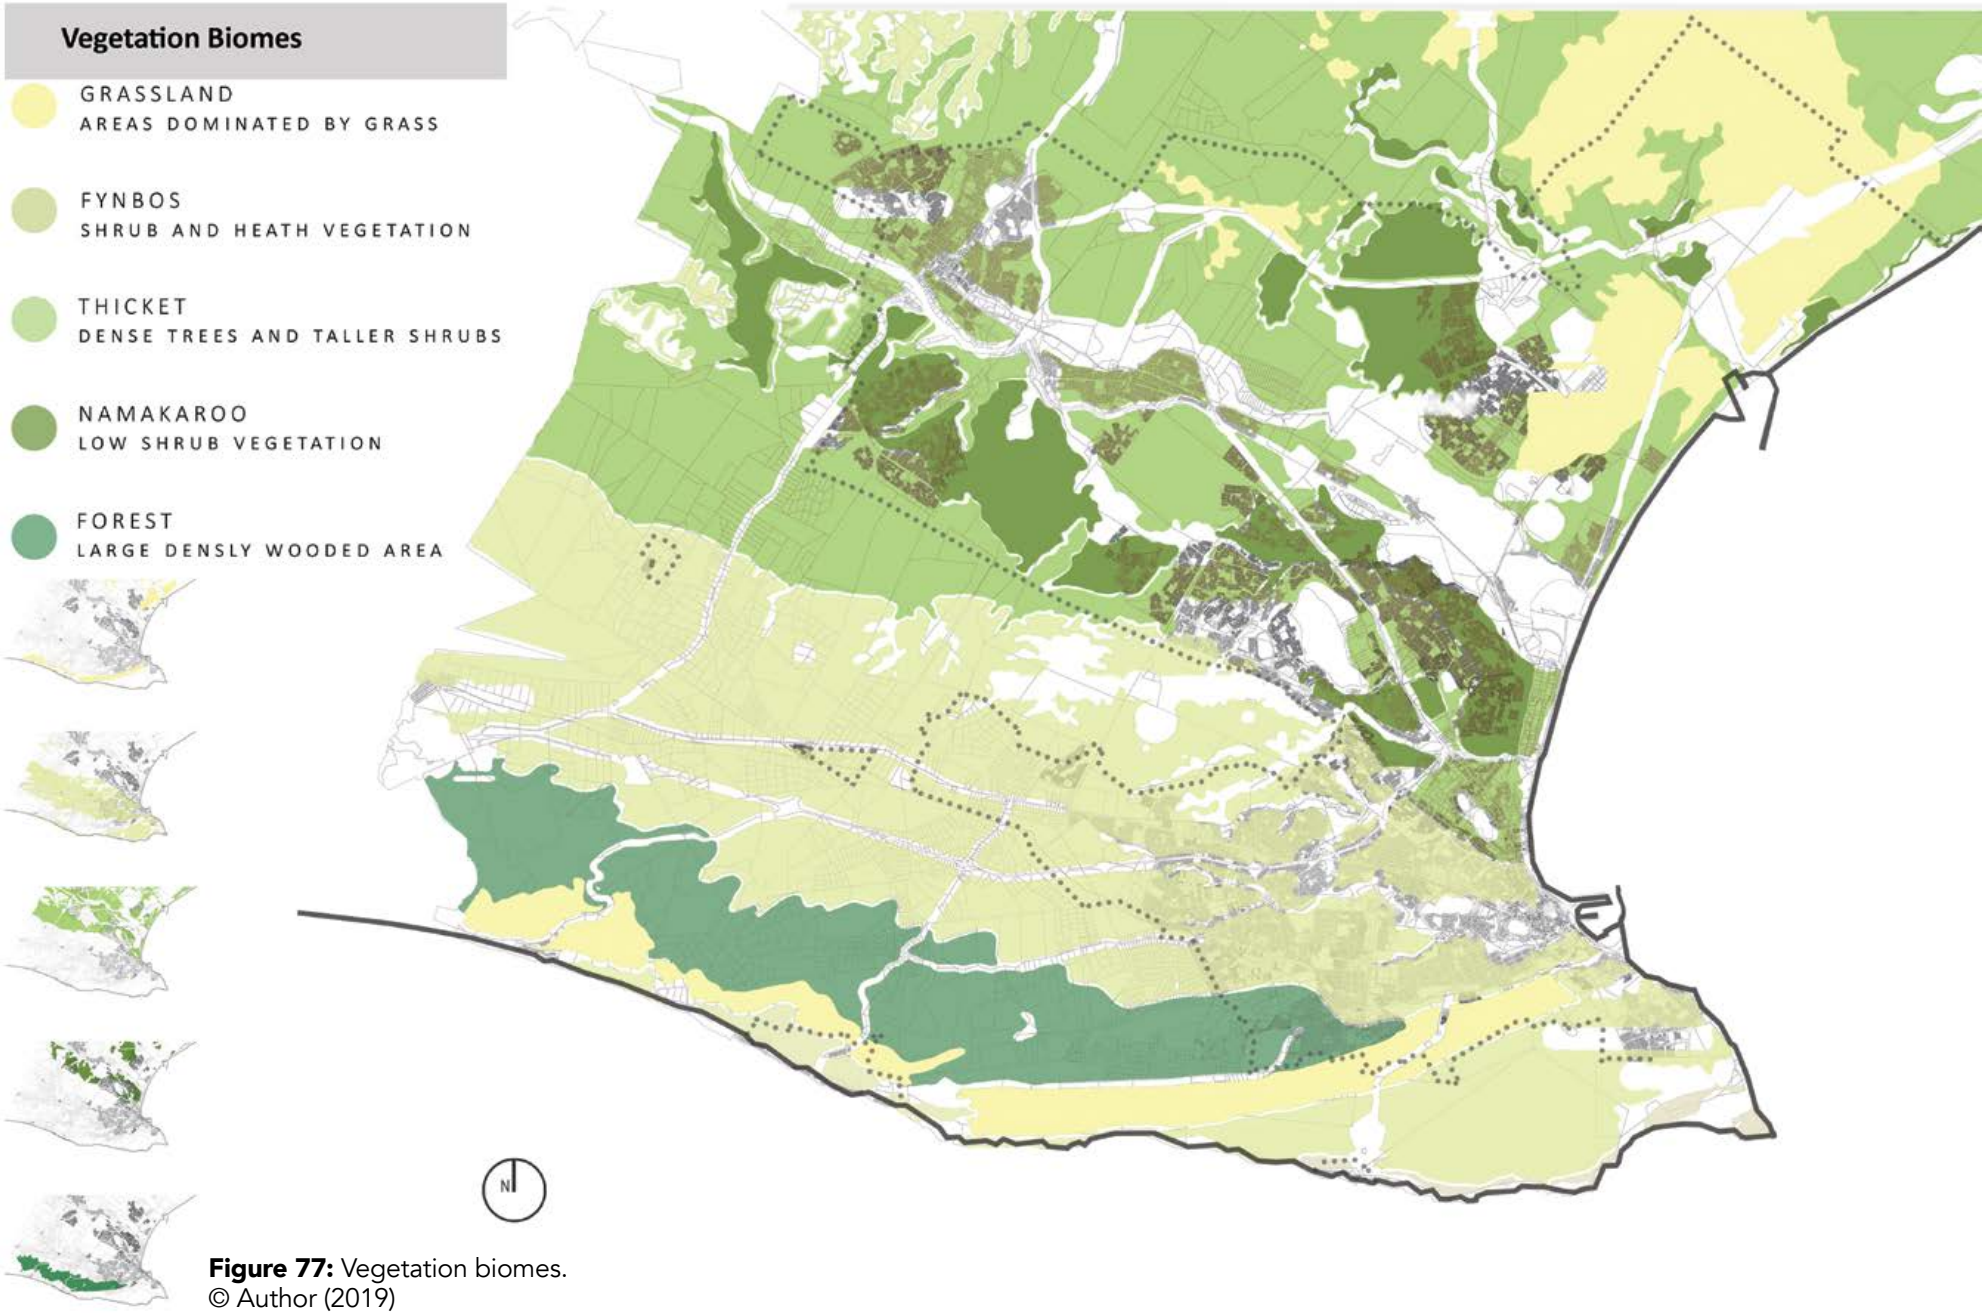 Vegetation Biomes
GRASSLAND
AREAS DOMINATED BY GRASS
FYNBOS
SHRUB AND HEATH VEGETATION
THICKET
DENSE TREES AND TALLER SHRUBS
NAMAKAROO
LOW SHRUB VEGETATION
FOREST
LARGE DENSLY WOODED AREA
N
Figure 77: Vegetation biomes.
© Author (2019)